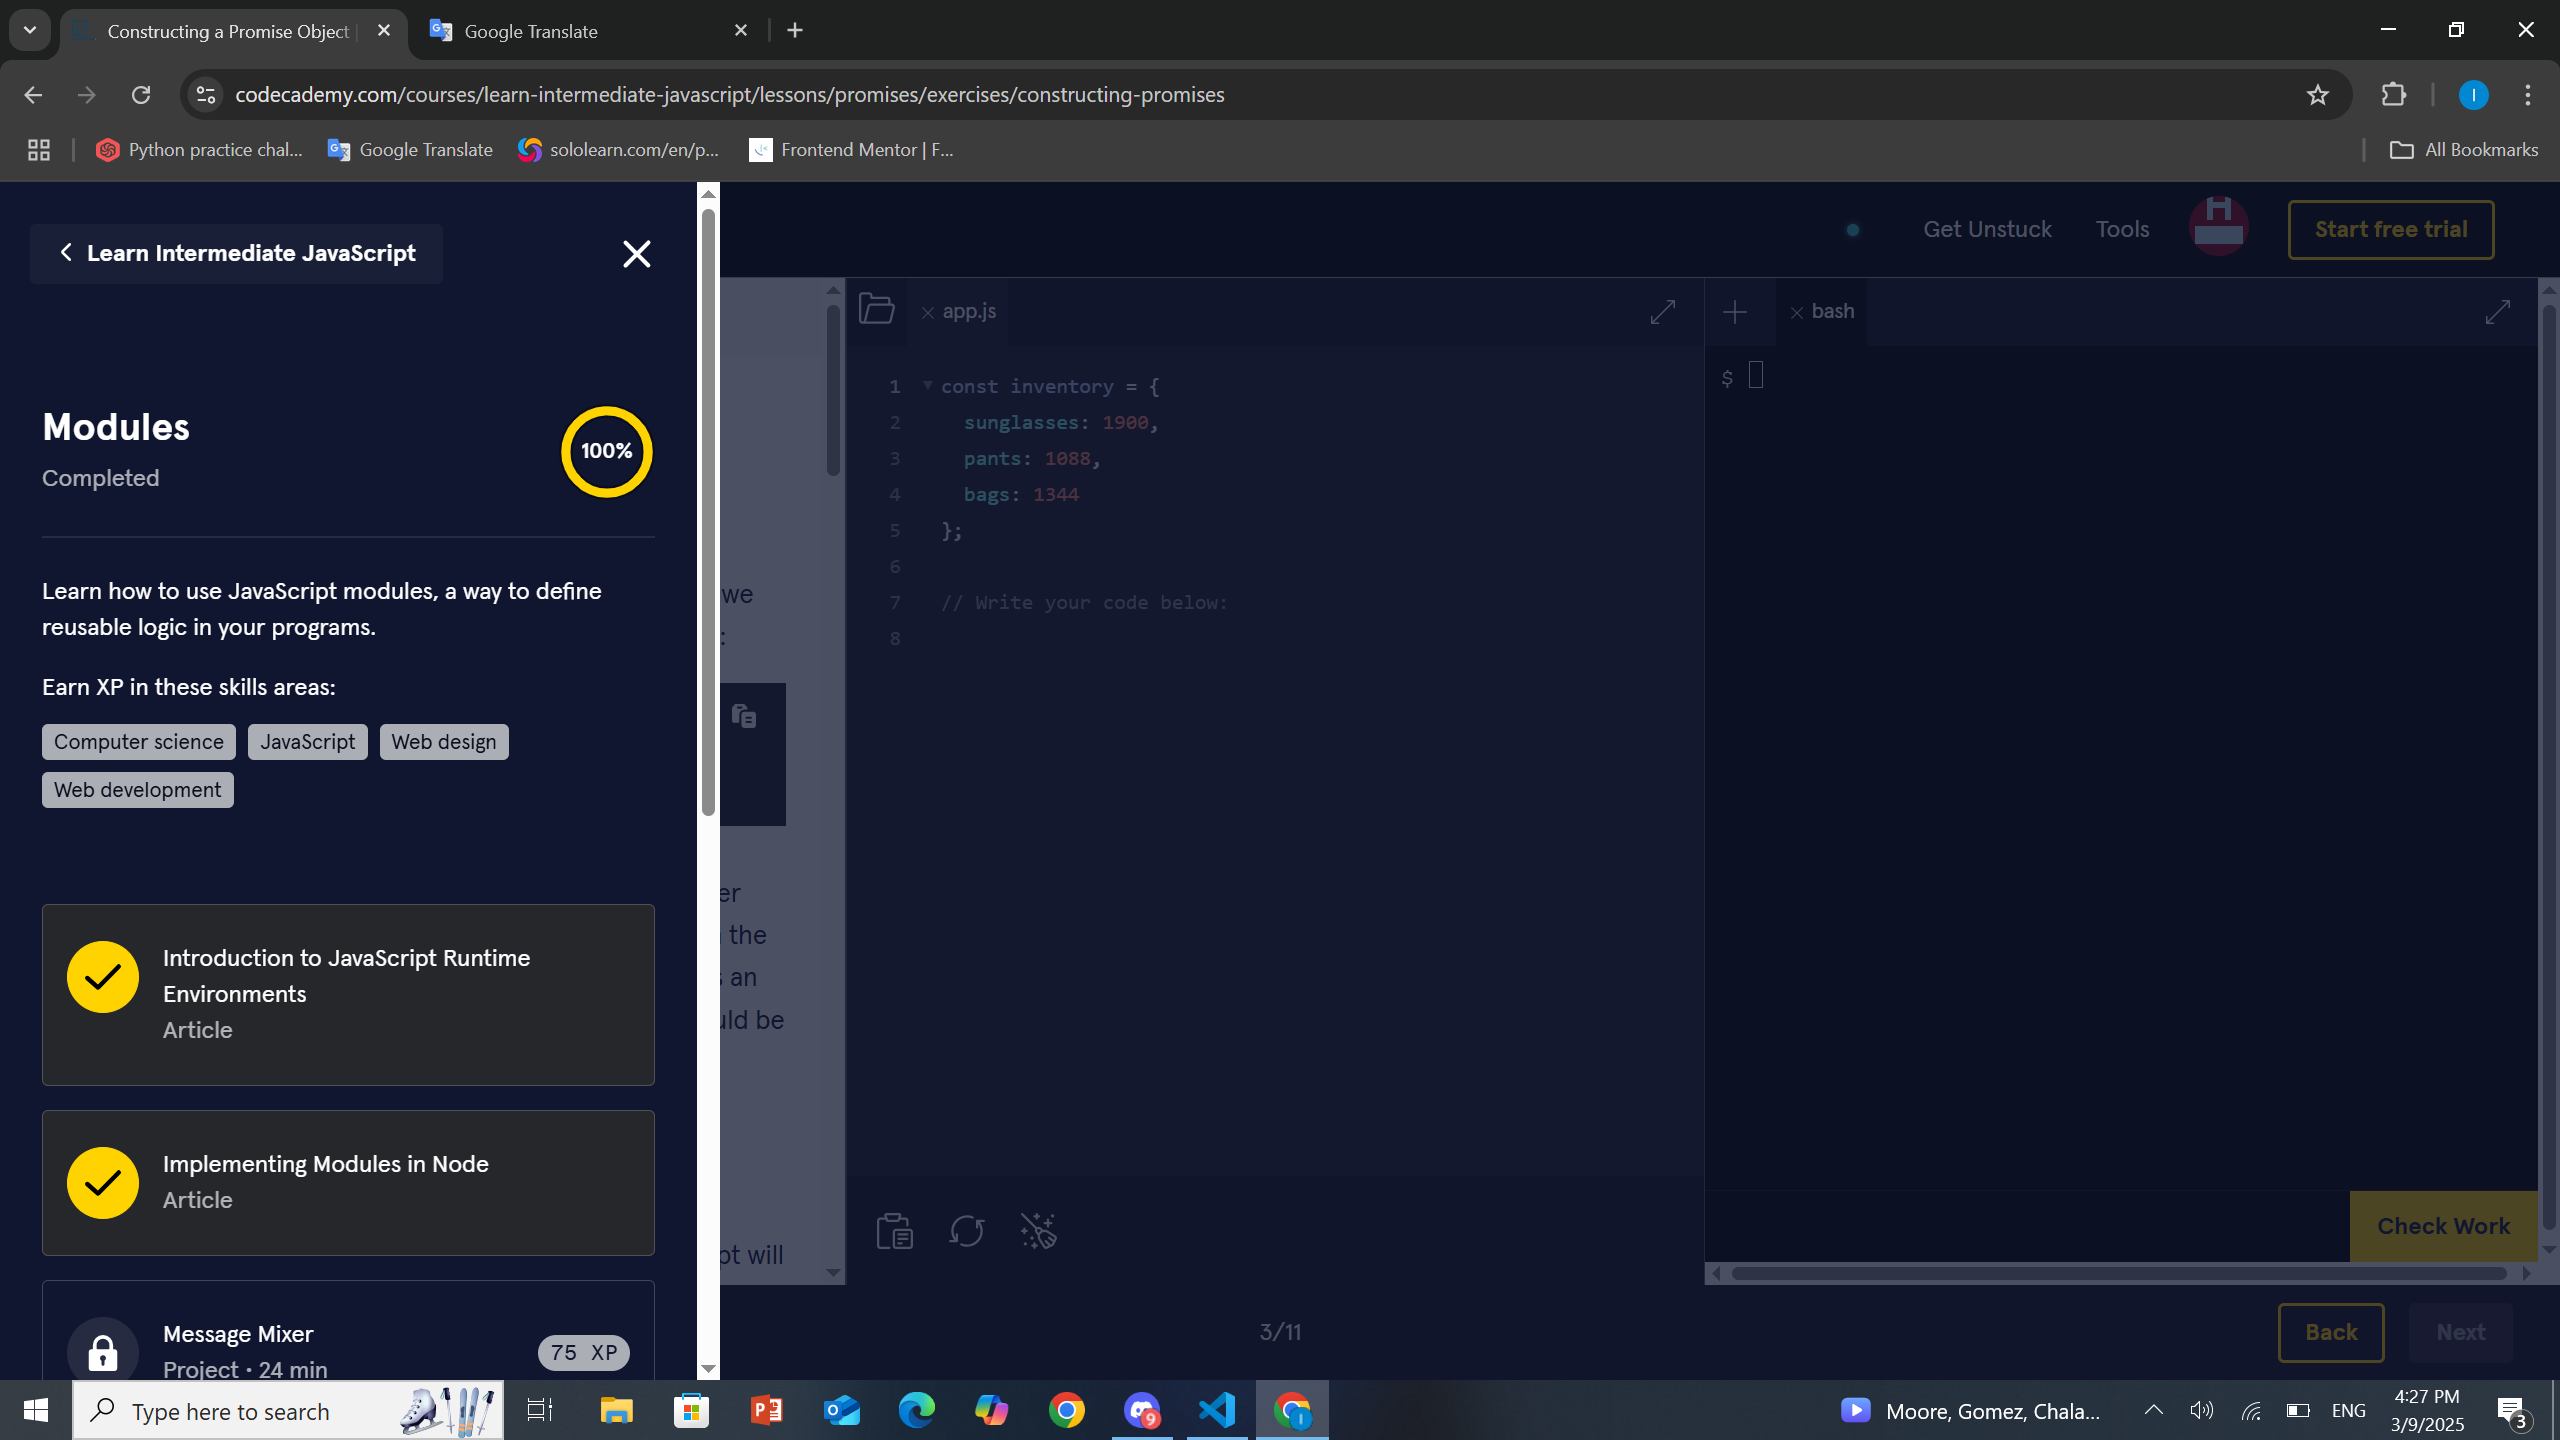 Constructing a Promise Object |
Google Translate
codecademy.com/courses/learn-intermediate-javascript/lessons/promises/exercises/constructing-promises
I
Python practice chal...
Google Translate
sololearn.com/en/p...
Frontend Mentor | F...
All Bookmarks
Learn Intermediate JavaScript
Get Unstuck
Tools
Start free trial
Modules
Completed
100%
Learn how to use JavaScript modules, a way to define
reusable logic in your programs.
Earn XP in these skills areas:
Computer science
JavaScript
Web design
Web development
Introduction to JavaScript Runtime
Environments
Article
Implementing Modules in Node
Article
Message Mixer
Project • 24 min
75 XP
we
:
er
the
an
uld be
pt will
app.js
1 const inventory = {
2 sunglasses: 1900,
3 pants: 1088,
4 bags: 1344
5 };
6
7 // Write your code below:
8
bash
$
Check Work
3/11
Back
Next
Type here to search
9
Moore, Gomez, Chala...
ENG
4:27 PM
3/9/2025
3